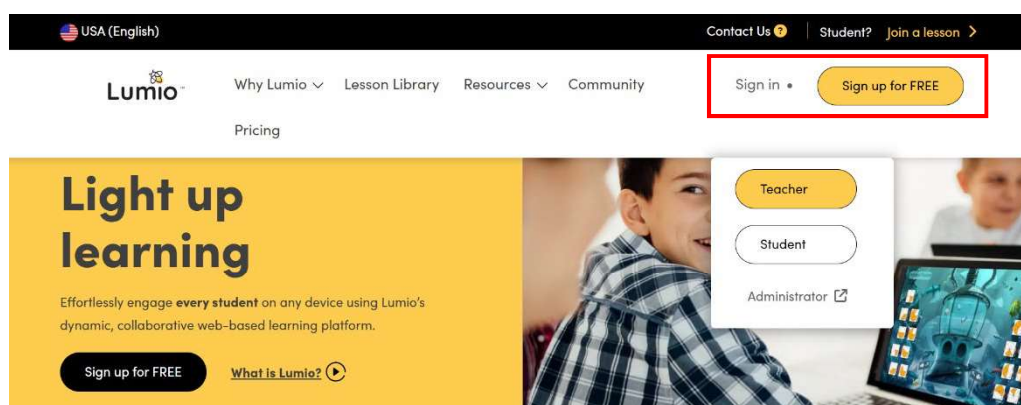 USA (English)
Contact Us ?
Student? Join a lesson
Lumio
Why Lumio
Lesson Library
Resources
Community
Pricing
Sign in
Sign up for FREE
Teacher
Student
Administrator
Light up
learning
Effortlessly engage every student on any device using Lumio's
dynamic, collaborative web-based learning platform.
Sign up for FREE
What is Lumio?